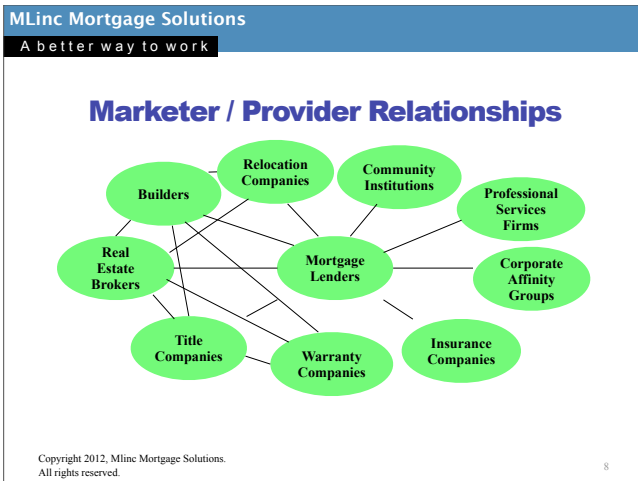 MLinc Mortgage Solutions
A better way to work
Marketer / Provider Relationships
Relocation
Companies
Community
Institutions
Builders
Professional
Services
Firms
Real
Estate
Brokers
Mortgage
Lenders
Corporate
Affinity
Groups
Title
Companies
Warranty
Companies
Insurance
Companies
Copyright 2012, Mlinc Mortgage Solutions.
All rights reserved.
8